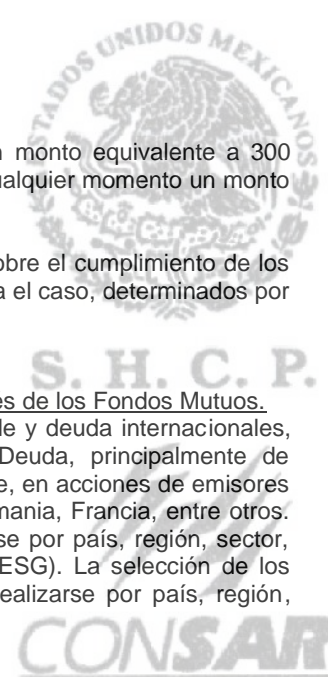 UNIDOS MEXICANOS
n monto equivalente a 300
ualquier momento un monto
obre el cumplimiento de los
a el caso, determinados por
S. H. C. P.
es de los Fondos Mutuos.
le y deuda internacionales,
Deuda, principalmente de
e, en acciones de emisores
mania, Francia, entre otros.
se por país, región, sector,
ESG). La selección de los
ealizarse por país, región,
CONSAR